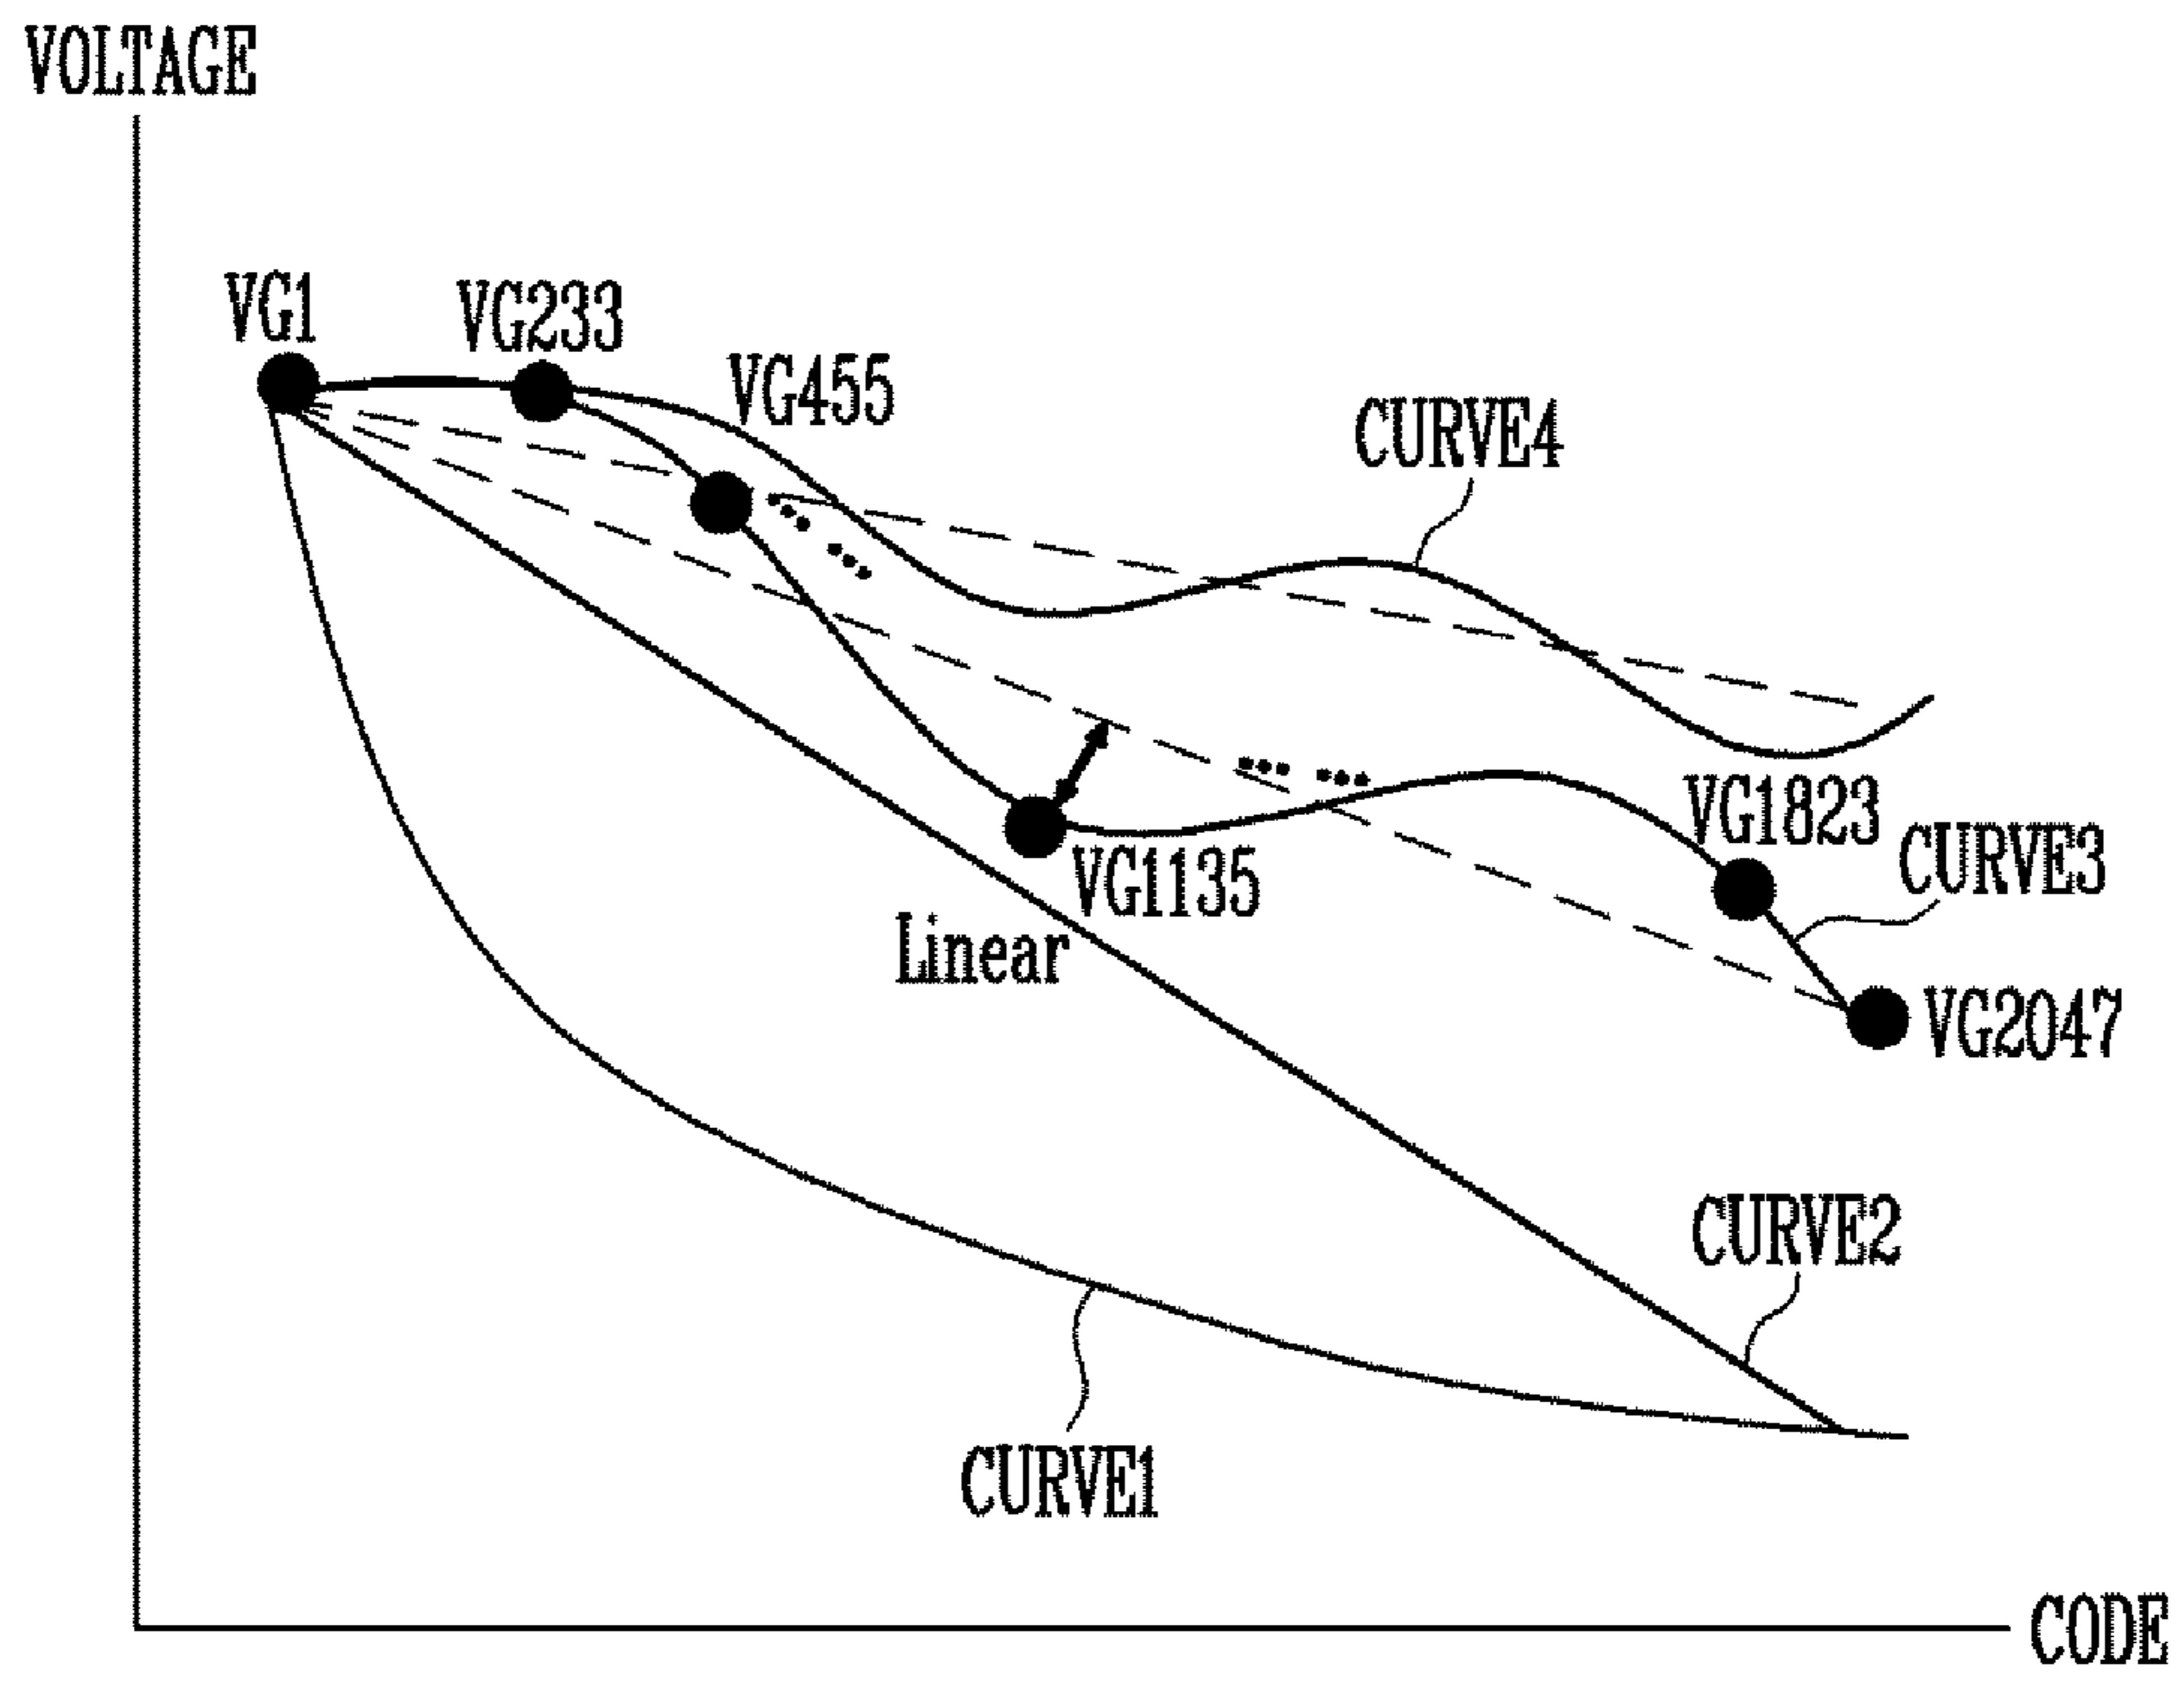 VOLTAGE
VG1
VG233
VG455
CURVE4
VG1823
CURVE3
VG1135
Linear
VG2047
CURVE2
CURVE1
CODE